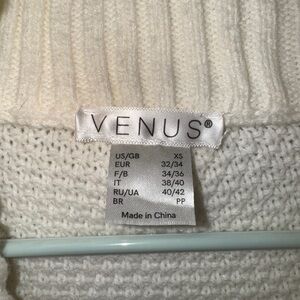 VENUS®
US/GB XS
EUR 32/34
F/B 34/36
IT 38/40
RU/UA 40/42
BR PP
Made in China